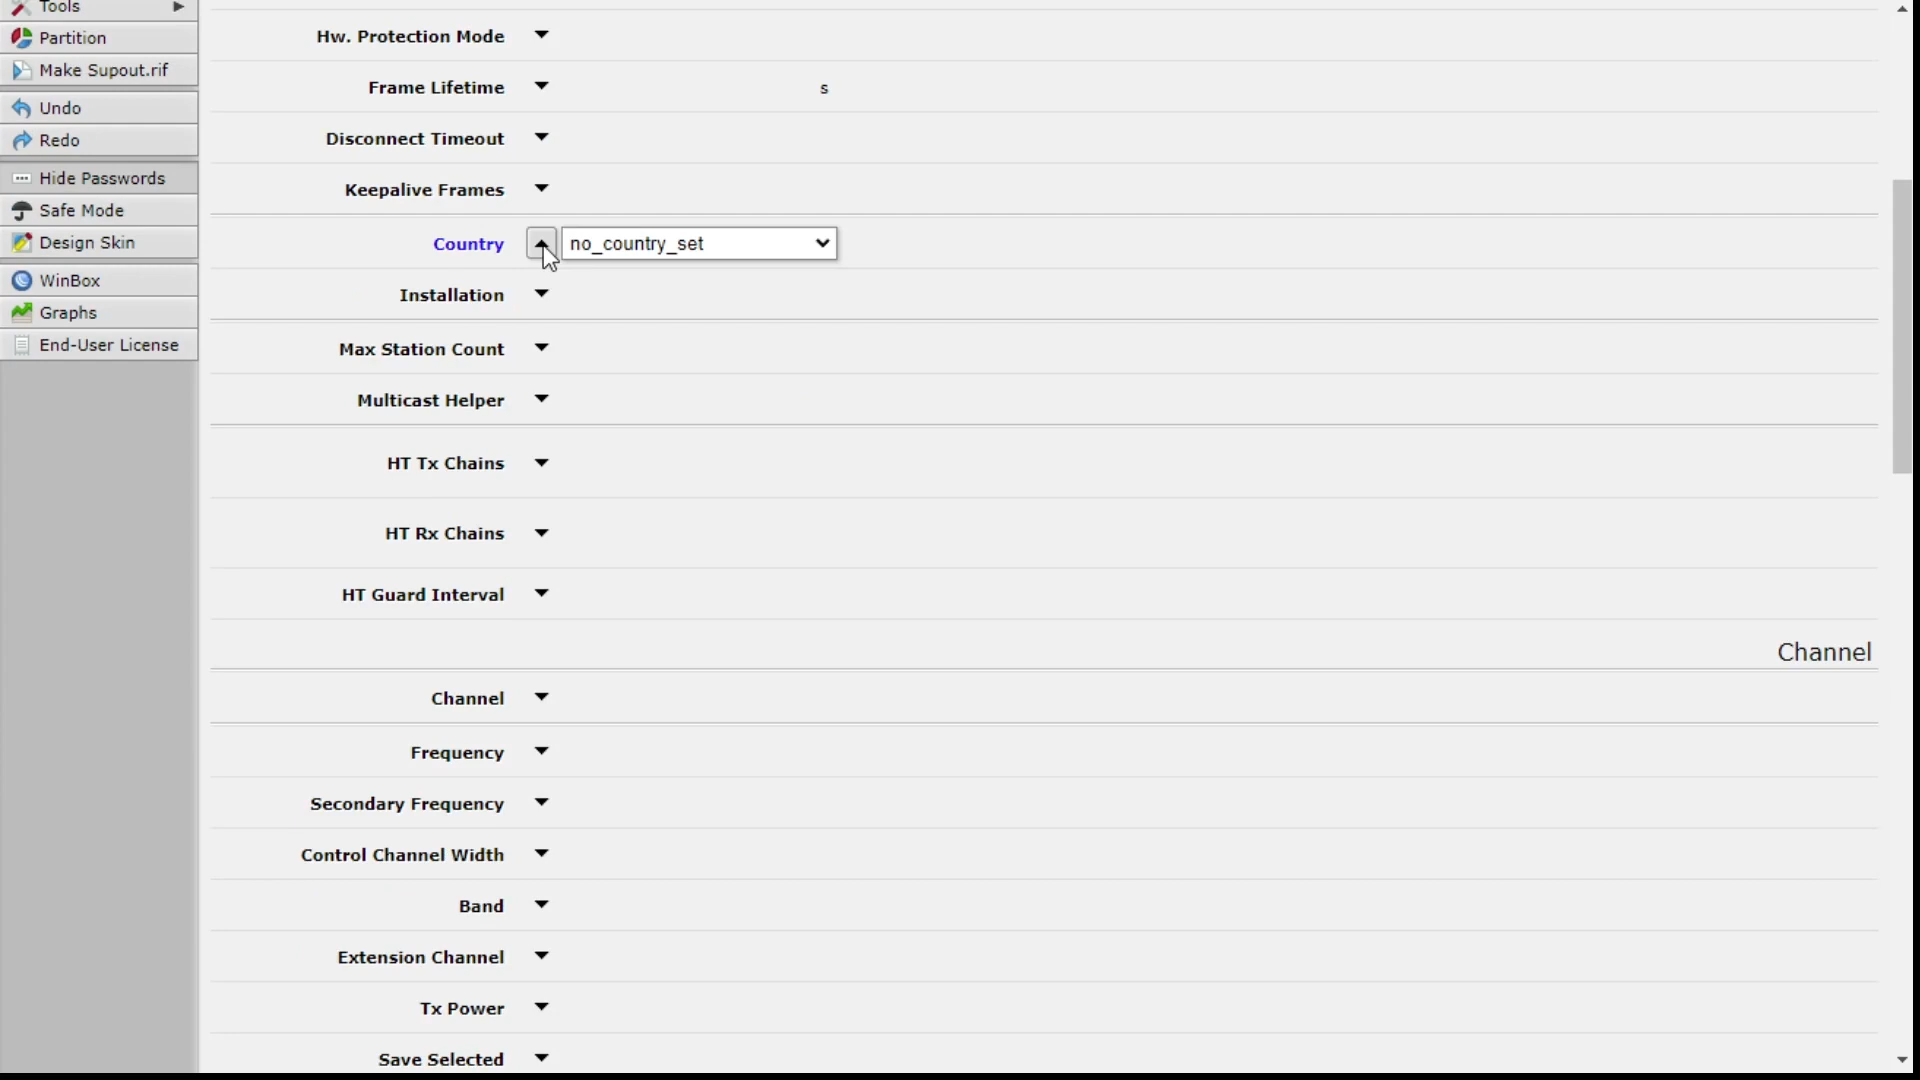 Tools
Partition
Make Supout.rif
Undo
Redo
Hide Passwords
Safe Mode
Design Skin
WinBox
Graphs
End-User License
Hw. Protection Mode
Frame Lifetime s
Disconnect Timeout
Keepalive Frames
Country no_country_set
Installation
Max Station Count
Multicast Helper
HT Tx Chains
HT Rx Chains
HT Guard Interval
Channel
Channel
Frequency
Secondary Frequency
Control Channel Width
Band
Extension Channel
Tx Power
Save Selected